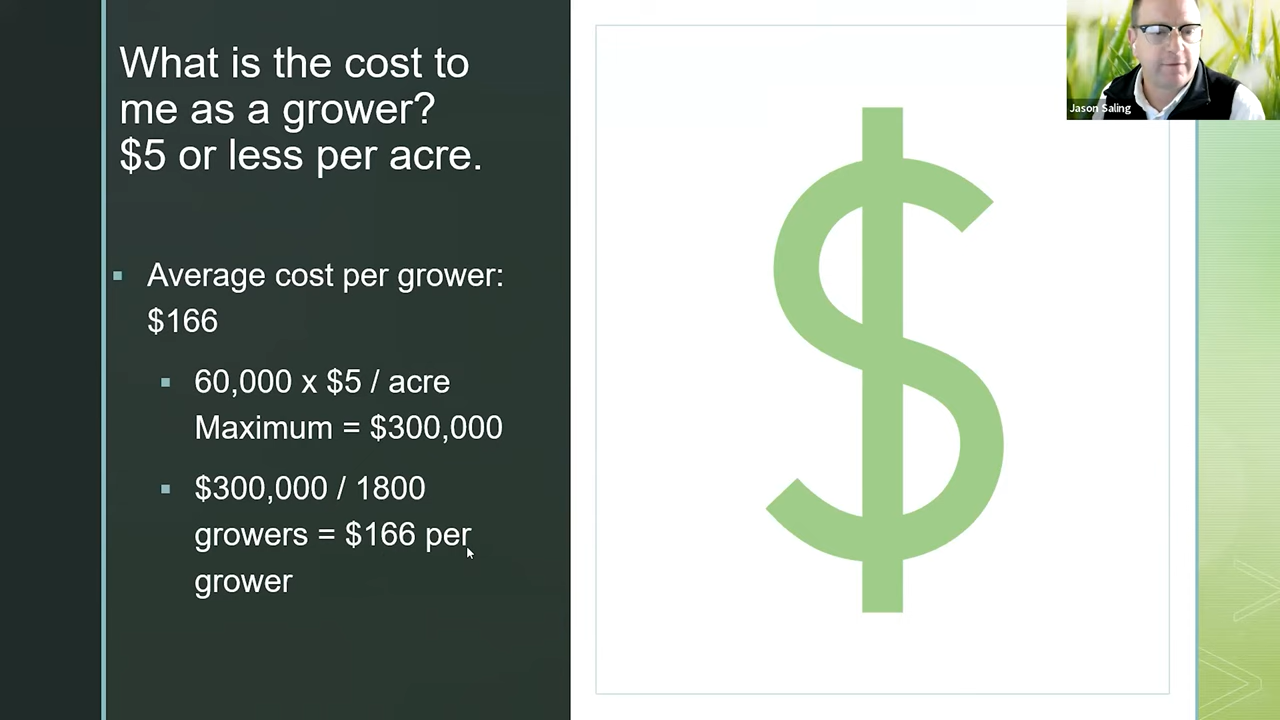 What is the cost to
me as a grower?
$5 or less per acre.
▪ Average cost per grower:
$166
▪ 60,000 x $5 / acre
Maximum = $300,000
▪ $300,000 / 1800
growers = $166 per
grower
Jason Saling